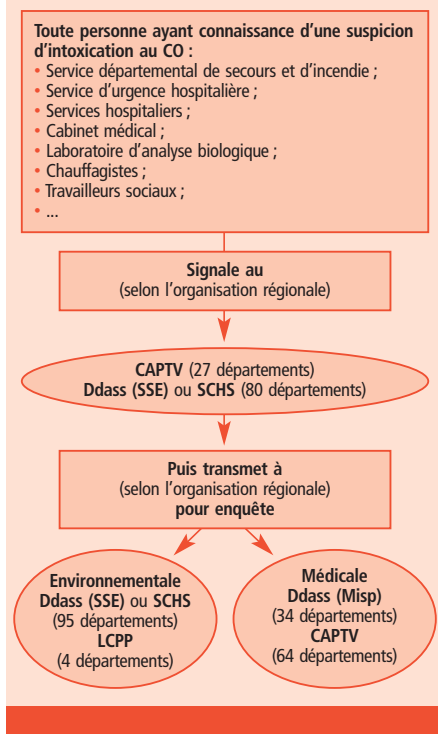 Toute personne ayant connaissance d'une suspicion
d'intoxication au CO :
• Service départemental de secours et d'incendie ;
• Service d'urgence hospitalière ;
• Services hospitaliers ;
• Cabinet médical ;
• Laboratoire d'analyse biologique ;
• Chauffagistes ;
• Travailleurs sociaux ;
• ...
Signale au
(selon l'organisation régionale)
CAPTV (27 départements)
Ddass (SSE) ou SCHS (80 départements)
Puis transmet à
(selon l'organisation régionale)
pour enquête
Environnementale
Ddass (SSE) ou SCHS
(95 départements)
LCPP
(4 départements)
Médicale
Ddass (Misp)
(34 départements)
CAPTV
(64 départements)